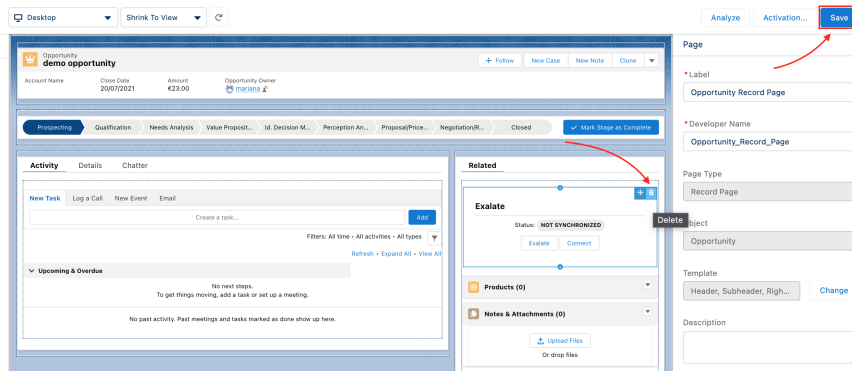 Desktop
Shrink To View
Analyze
Activation...
Save
Opportunity
demo opportunity
+ Follow
New Case
New Note
Clone
Account Name
Close Date
20/07/2021
Amount
€23.00
Opportunity Owner
mariana
Prospecting
Qualification
Needs Analysis
Value Proposit...
Id. Decision M...
Perception An...
Proposal/Price...
Negotiation/R...
Closed
Mark Stage as Complete
Activity
Details
Chatter
New Task
Log a Call
New Event
Email
Create a task...
Add
Filters: All time • All activities • All types
Refresh • Expand All • View All
Upcoming & Overdue
No next steps.
To get things moving, add a task or set up a meeting.
No past activity. Past meetings and tasks marked as done show up here.
Related
Exalate
Status: NOT SYNCHRONIZED
Exalate
Connect
Products (0)
Notes & Attachments (0)
Upload Files
Or drop files
Delete
Page
*Label
Opportunity Record Page
*Developer Name
Opportunity_Record_Page
Page Type
Record Page
bject
Opportunity
Template
Header, Subheader, Righ...
Change
Description